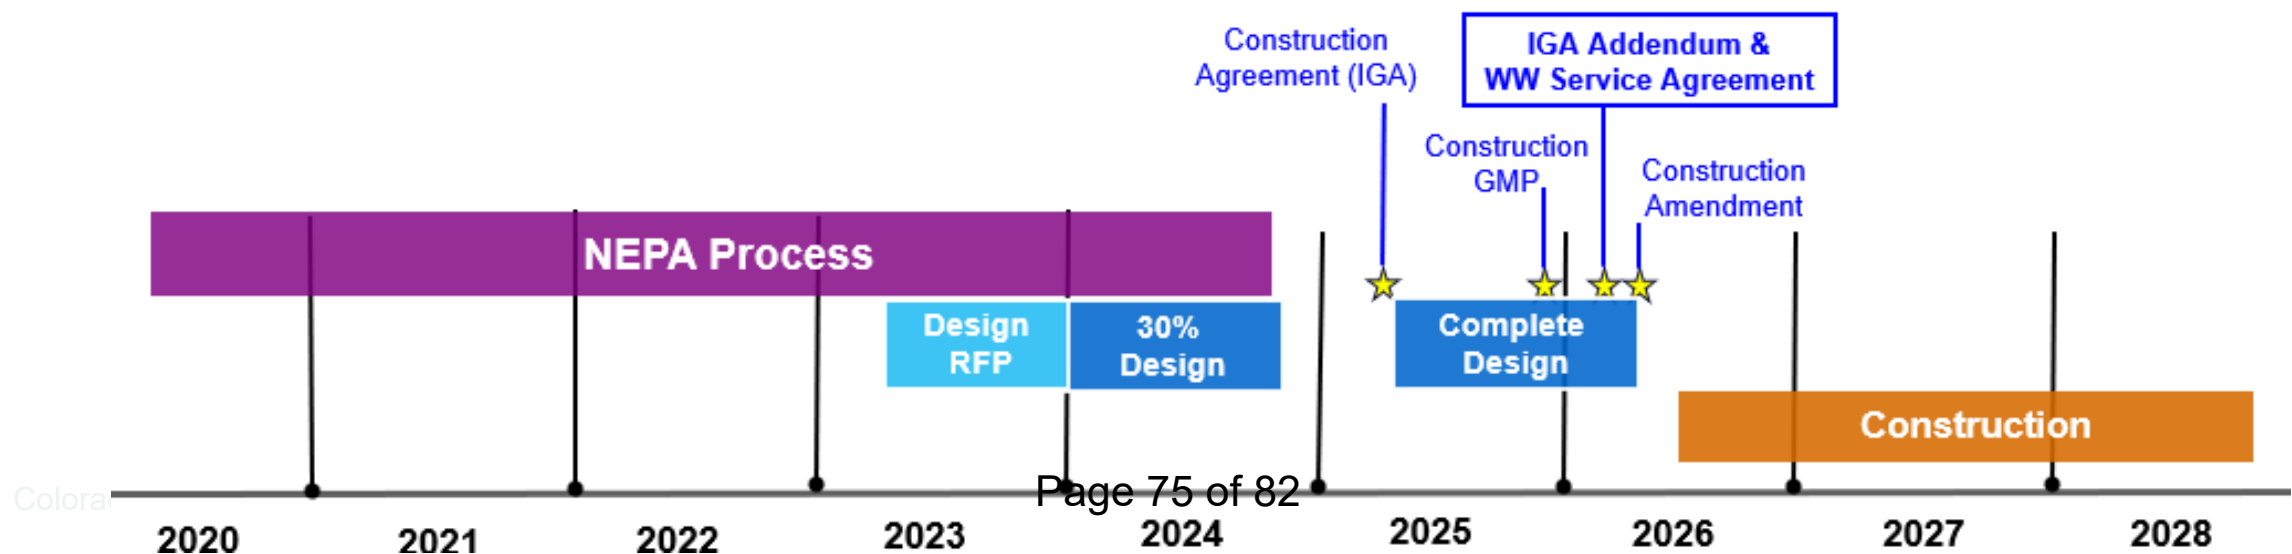 Construction
Agreement (IGA)
IGA Addendum &
WW Service Agreement
Construction
GMP
Construction
Amendment
NEPA Process
Design
RFP
30%
Design
Complete
Design
Construction
Page 75 of 82
2020
2021
2022
2023
2024
2025
2026
2027
2028